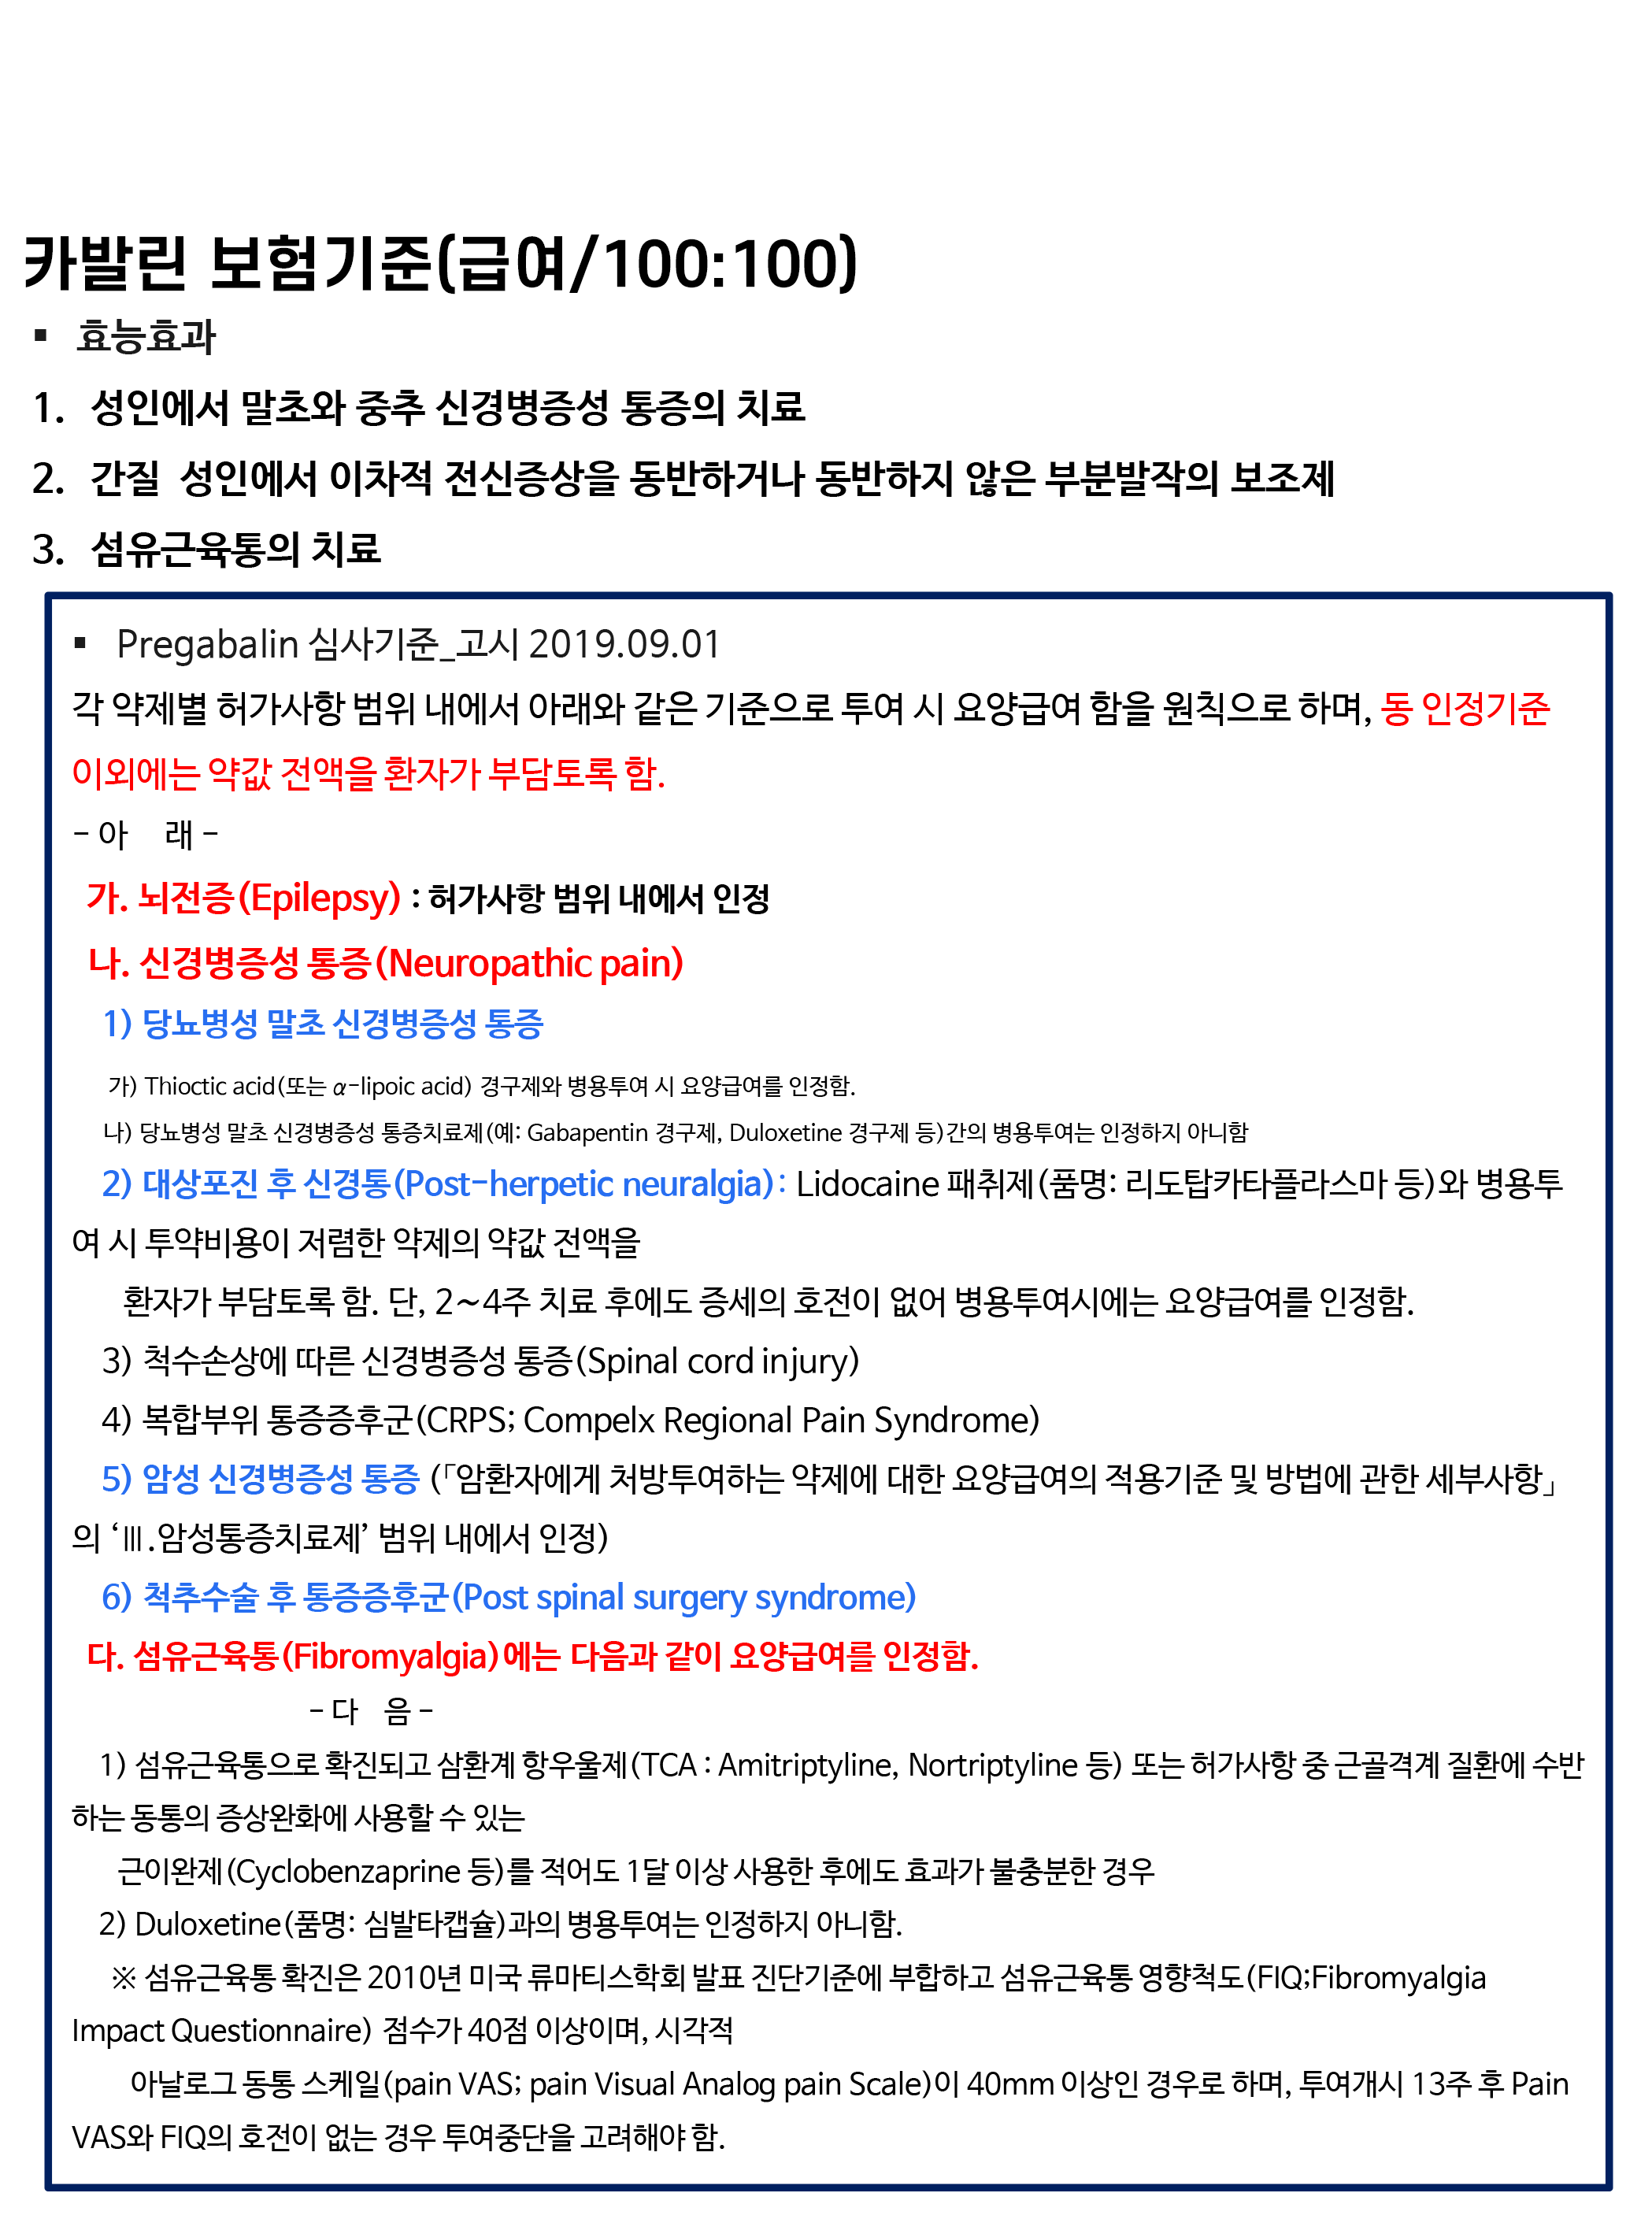 카발린 보험기준(급여/100:100)
▪ 효능효과
1. 성인에서 말초와 중추 신경병증성 통증의 치료
2. 간질 성인에서 이차적 전신증상을 동반하거나 동반하지 않은 부분발작의 보조제
3. 섬유근육통의 치료
▪ Pregabalin 심사기준_고시 2019.09.01
각 약제별 허가사항 범위 내에서 아래와 같은 기준으로 투여 시 요양급여 함을 원칙으로 하며, 동 인정기준
이외에는 약값 전액을 환자가 부담토록 함.
- 아 래 -
가. 뇌전증(Epilepsy) : 허가사항 범위 내에서 인정
나. 신경병증성 통증(Neuropathic pain)
1) 당뇨병성 말초 신경병증성 통증
가) Thioctic acid(또는 α-lipoic acid) 경구제와 병용투여 시 요양급여를 인정함.
나) 당뇨병성 말초 신경병증성 통증치료제(예: Gabapentin 경구제, Duloxetine 경구제 등)간의 병용투여는 인정하지 아니함
2) 대상포진 후 신경통(Post-herpetic neuralgia): Lidocaine 패취제(품명: 리도탑카타플라스마 등)와 병용투
여 시 투약비용이 저렴한 약제의 약값 전액을
환자가 부담토록 함. 단, 2~4주 치료 후에도 증세의 호전이 없어 병용투여시에는 요양급여를 인정함.
3) 척수손상에 따른 신경병증성 통증(Spinal cord injury)
4) 복합부위 통증증후군(CRPS; Compelx Regional Pain Syndrome)
5) 암성 신경병증성 통증 (「암환자에게 처방투여하는 약제에 대한 요양급여의 적용기준 및 방법에 관한 세부사항」
의 ‘Ⅲ.암성통증치료제’ 범위 내에서 인정)
6) 척추수술 후 통증증후군(Post spinal surgery syndrome)
다. 섬유근육통(Fibromyalgia)에는 다음과 같이 요양급여를 인정함.
- 다 음 -
1) 섬유근육통으로 확진되고 삼환계 항우울제(TCA : Amitriptyline, Nortriptyline 등) 또는 허가사항 중 근골격계 질환에 수반
하는 동통의 증상완화에 사용할 수 있는
근이완제(Cyclobenzaprine 등)를 적어도 1달 이상 사용한 후에도 효과가 불충분한 경우
2) Duloxetine(품명: 심발타캡슐)과의 병용투여는 인정하지 아니함.
※ 섬유근육통 확진은 2010년 미국 류마티스학회 발표 진단기준에 부합하고 섬유근육통 영향척도(FIQ;Fibromyalgia
Impact Questionnaire) 점수가 40점 이상이며, 시각적
아날로그 동통 스케일(pain VAS; pain Visual Analog pain Scale)이 40mm 이상인 경우로 하며, 투여개시 13주 후 Pain
VAS와 FIQ의 호전이 없는 경우 투여중단을 고려해야 함.